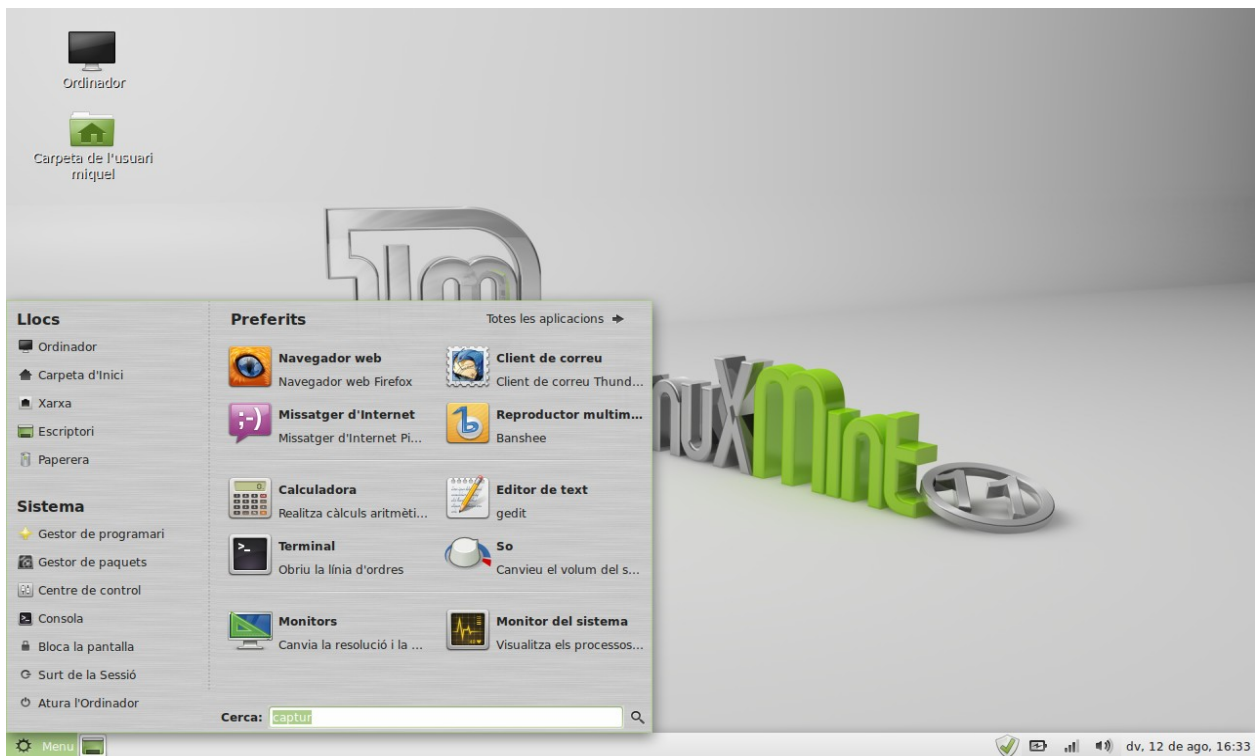 Ordinador
Carpeta de l'usuari
miquel
Llocs
Ordinador
Carpeta d'Inici
Xarxa
Escriptori
Paperera
Sistema
Gestor de programari
Gestor de paquets
Centre de control
Consola
Bloca la pantalla
Surt de la Sessió
Atura l'Ordinador
Preferits
Totes les aplicacions
Navegador web
Navegador web Firefox
Client de correu
Client de correu Thund...
Missatger d'Internet
Missatger d'Internet Pi...
Reproductor multim...
Banshee
Calculadora
Realitza càlculs aritmèti...
Editor de text
gedit
Terminal
Obriu la línia d'ordres
So
Canvieu el volum del s...
Monitors
Canvia la resolució i la ...
Monitor del sistema
Visualitza els processos...
Cerca: captur
nuxMint 11
Menu
dv, 12 de ago, 16:33